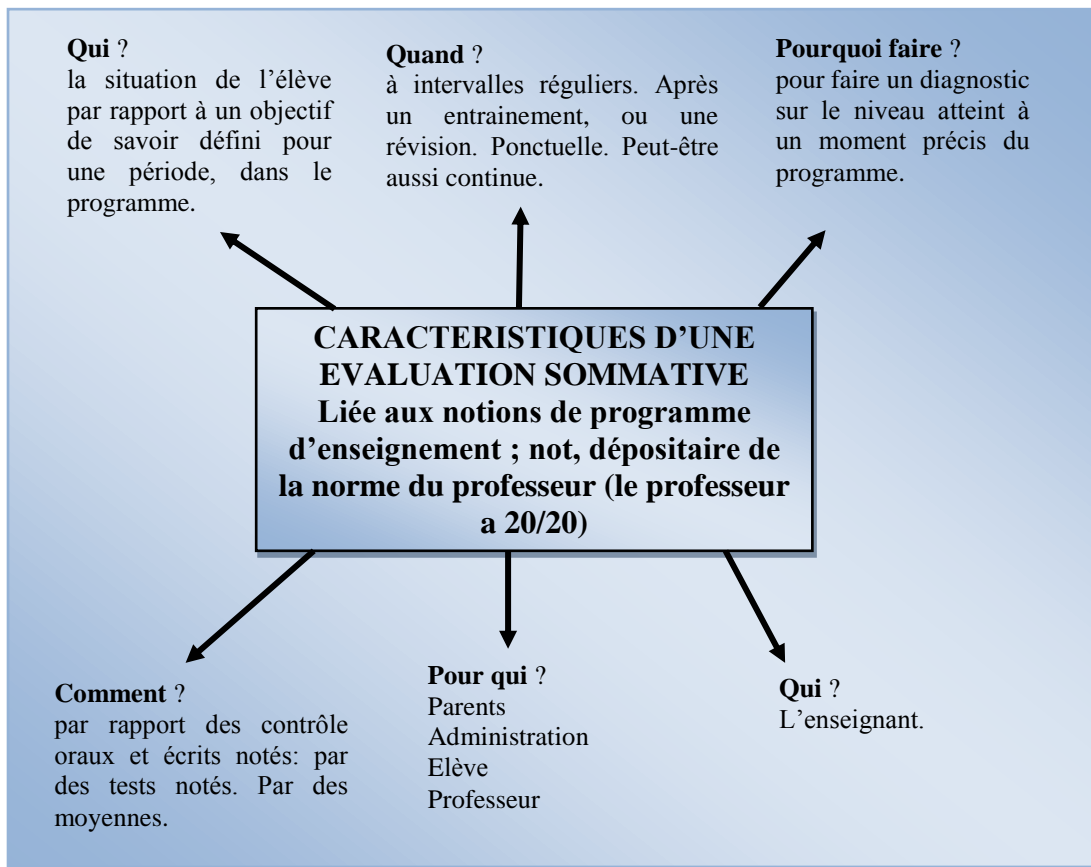 Qui ?
la situation de l’élève
par rapport à un objectif
de savoir défini pour
une période, dans le
programme.
Quand ?
à intervalles réguliers. Après
un entrainement, ou une
révision. Ponctuelle. Peut-être
aussi continue.
Pourquoi faire ?
pour faire un diagnostic
sur le niveau atteint à
un moment précis du
programme.
CARACTERISTIQUES D’UNE
EVALUATION SOMMATIVE
Liée aux notions de programme
d’enseignement ; not, dépositaire de
la norme du professeur (le professeur
a 20/20)
Comment ?
par rapport des contrôle
oraux et écrits notés: par
des tests notés. Par des
moyennes.
Pour qui ?
Parents
Administration
Elève
Professeur
Qui ?
L’enseignant.